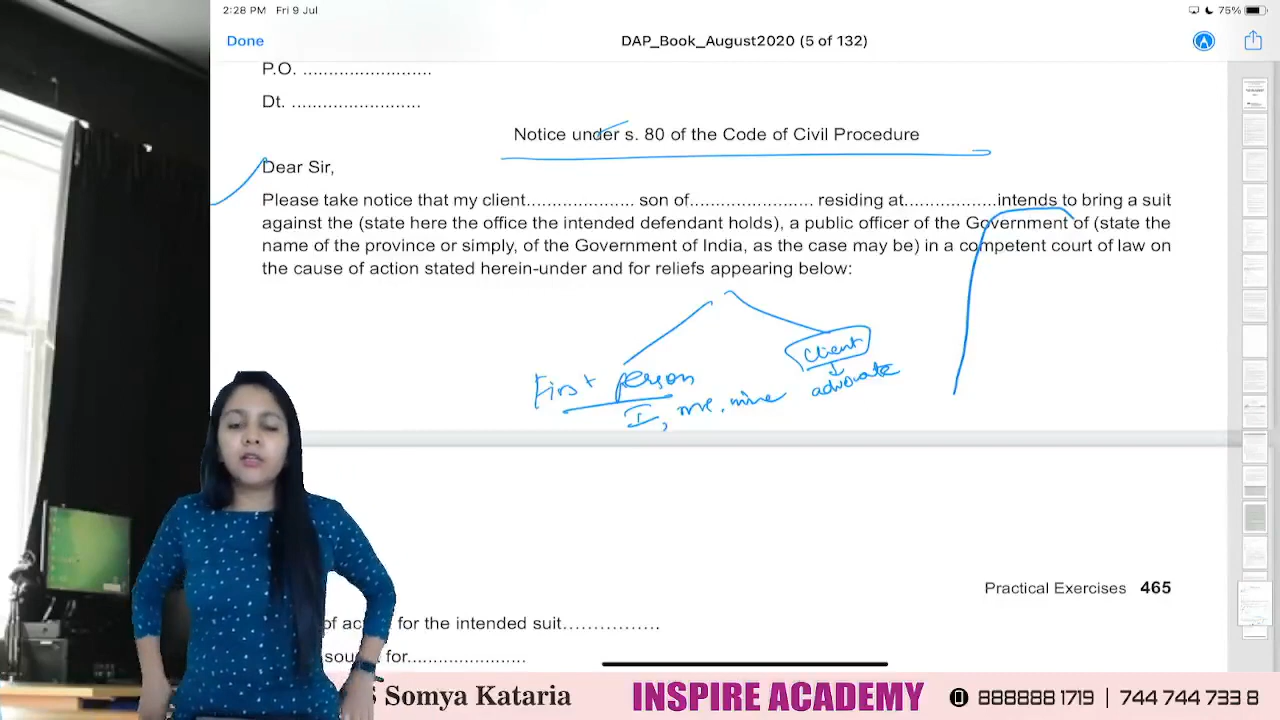 2:28 PM Fri 9 Jul
75%
Done
DAP_Book_August2020 (5 of 132)
P.O. .........................
Dt. .........................
Notice under s. 80 of the Code of Civil Procedure
Dear Sir,
Please take notice that my client..................... son of........................ residing at..................intends to bring a suit
against the (state here the office the intended defendant holds), a public officer of the Government of (state the
name of the province or simply, of the Government of India, as the case may be) in a competent court of law on
the cause of action stated herein-under and for reliefs appearing below:
client
First person
advocate
I, me, mine
Practical Exercises 465
for the intended suit................
for.......................
Somya Kataria
INSPIRE ACADEMY
888888 1719 | 744 744 733 8